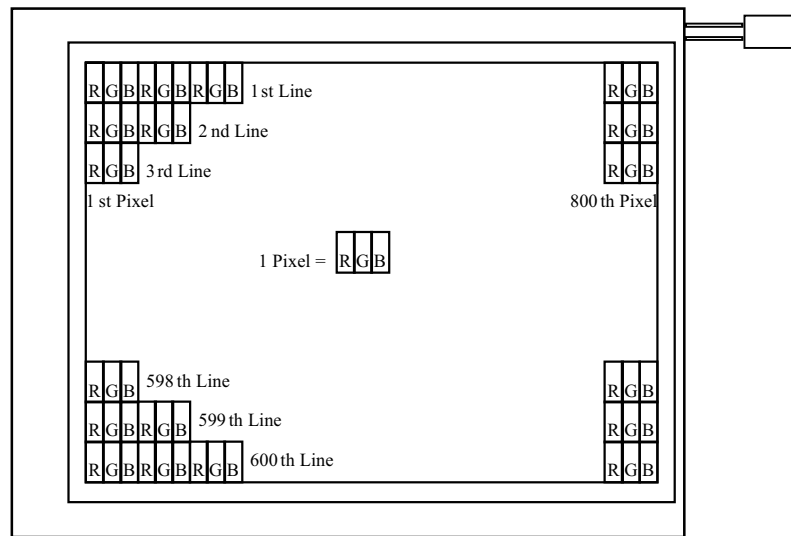 RGBRGBRGB 1st Line RGB
RGBRGB 2nd Line RGB
RGB 3rd Line RGB
1st Pixel 800th Pixel
1 Pixel = RGB
RGB 598th Line RGB
RGBRGB 599th Line RGB
RGBRGBRGB 600th Line RGB